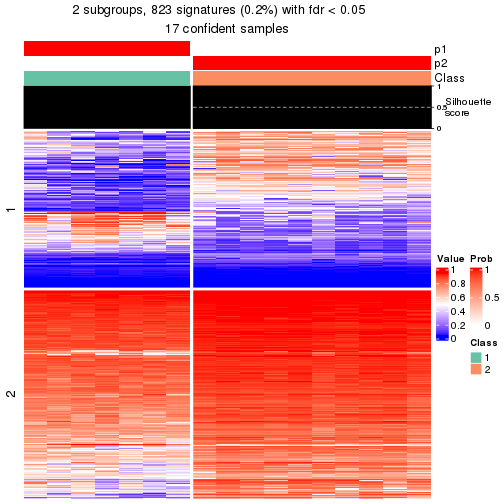 2 subgroups, 823 signatures (0.2%) with fdr < 0.05
17 confident samples
p1
p2
Class
1
0.5
0
Silhouette
score
1
2
Value
1
0.8
0.6
0.4
0.2
0
Prob
1
0.5
0
Class
1
2